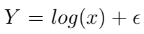 Y = log(x) + ϵ